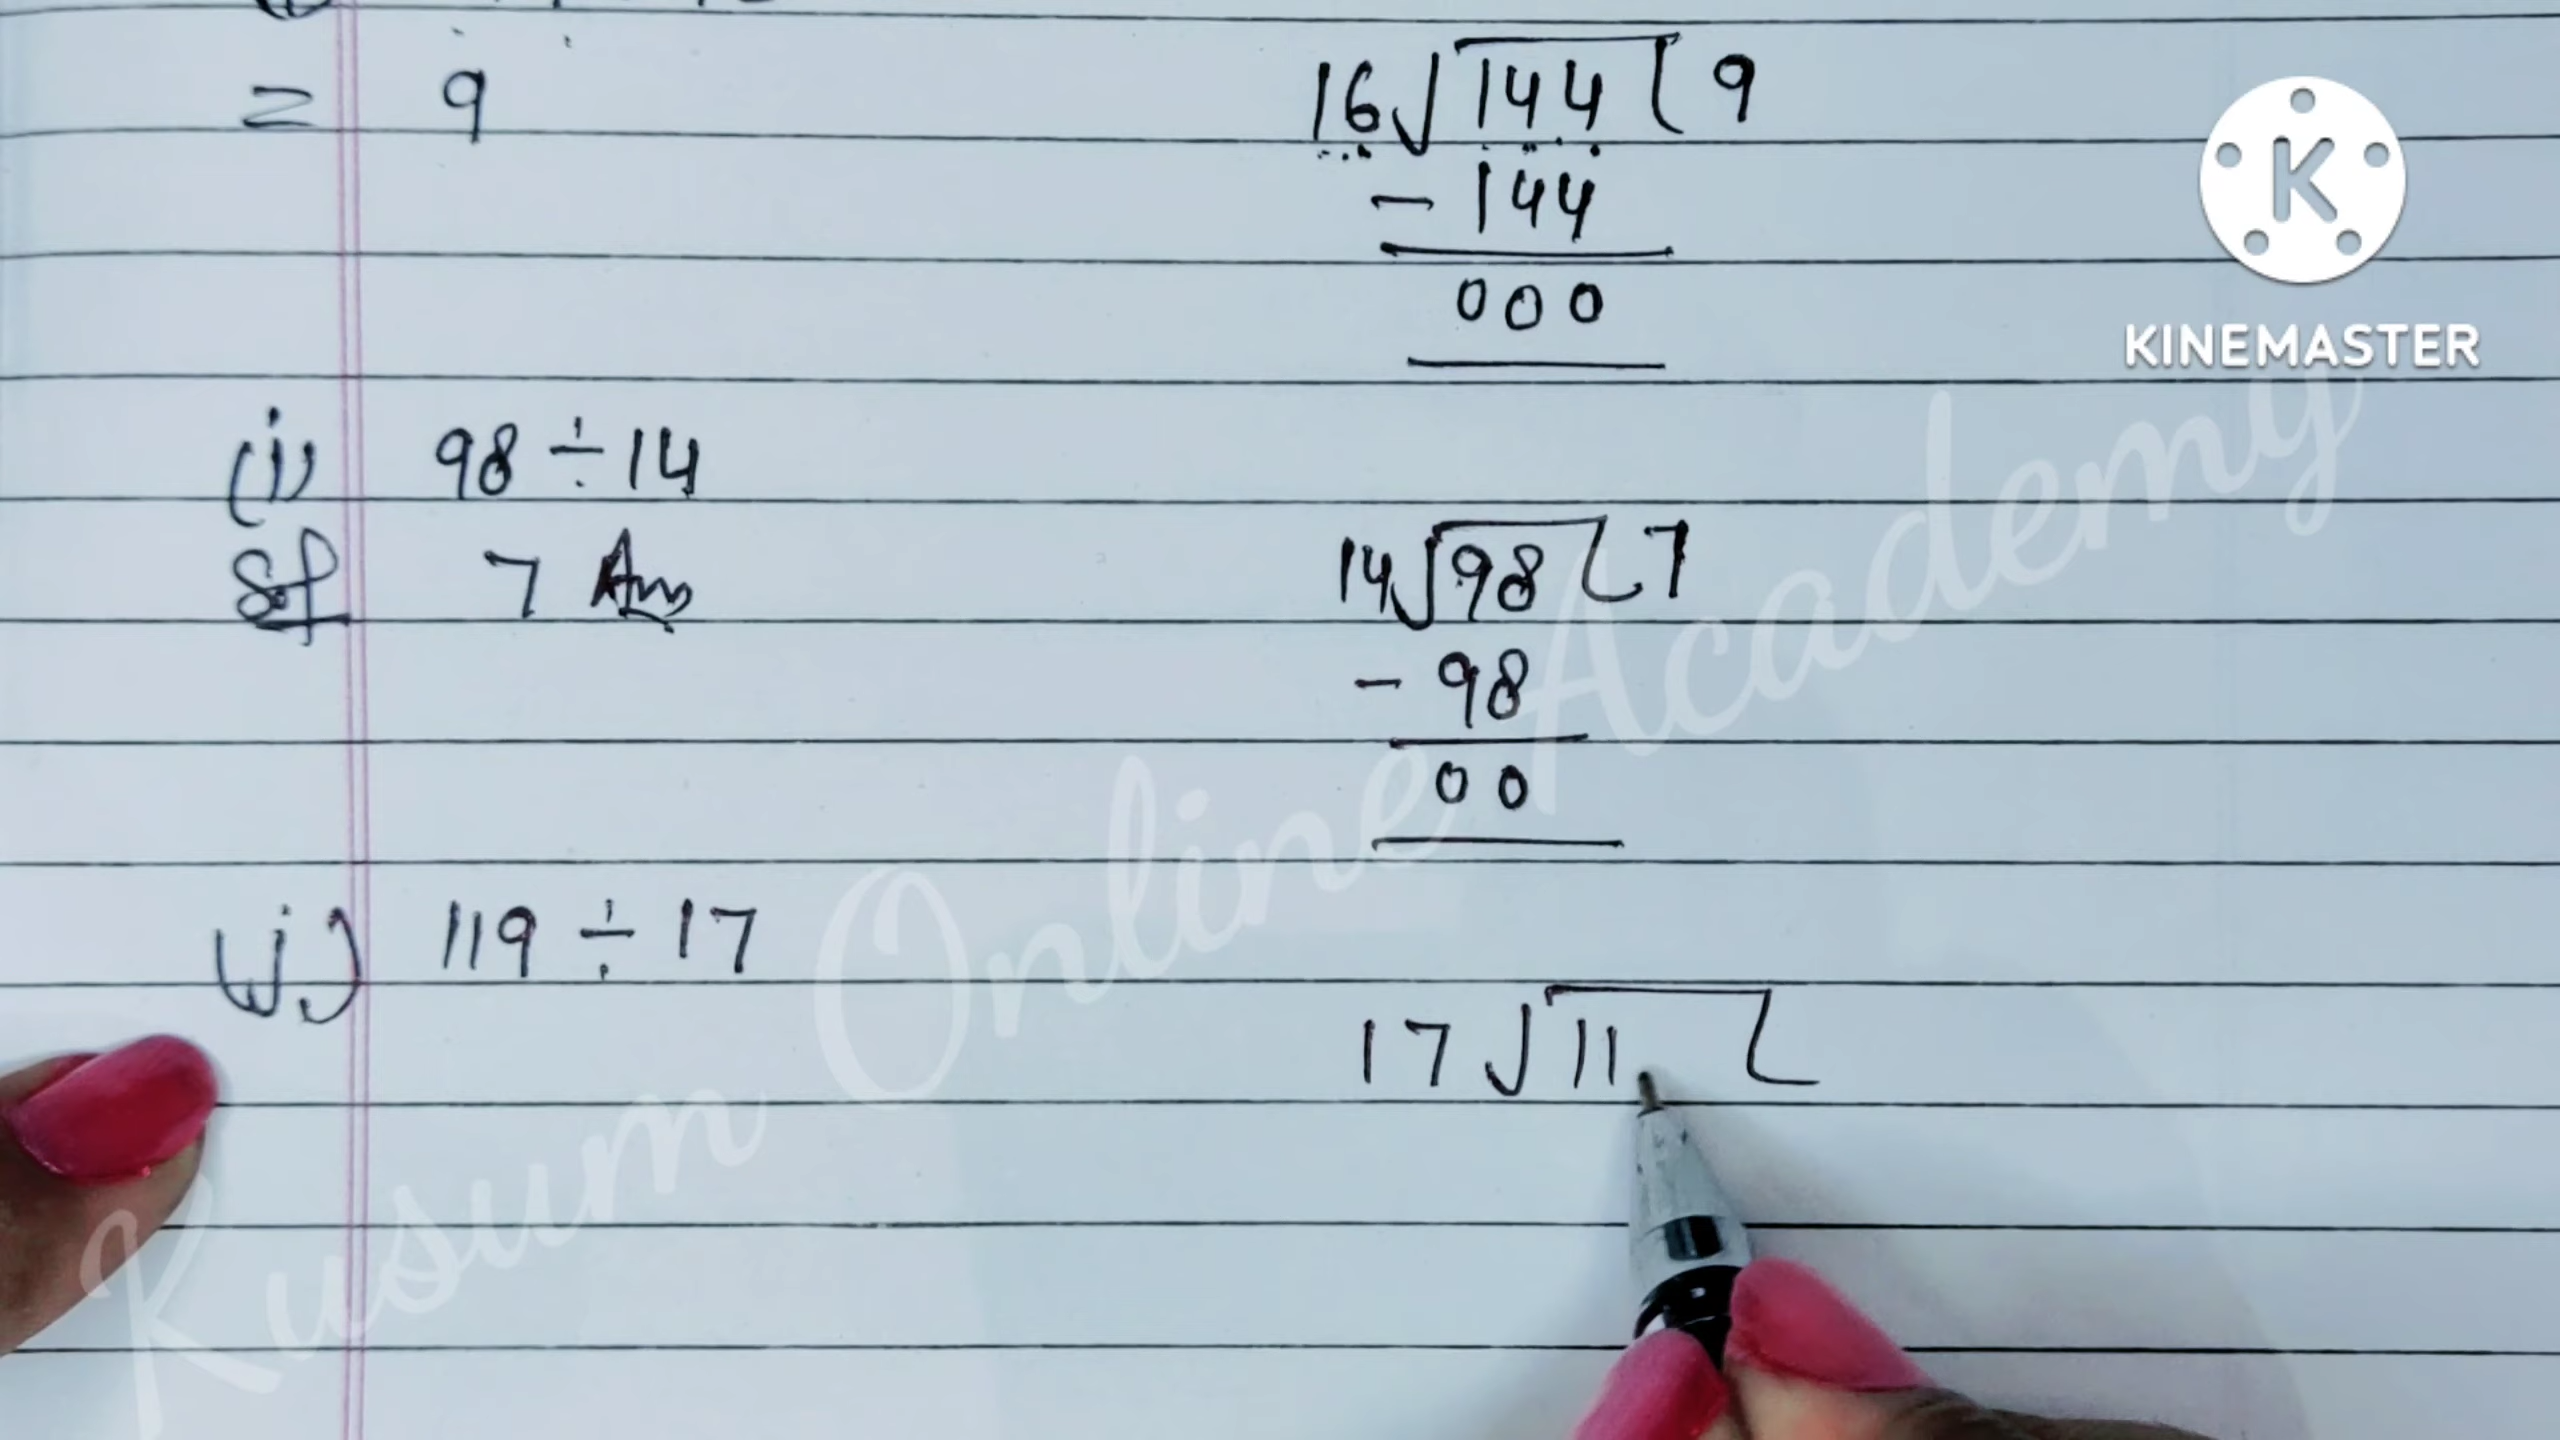 = 9
16√144 ( 9
- 144
000
KINEMASTER
(i) 98 ÷ 14
Sol 7 Ans
14√98 ( 7
- 98
00
(j) 119 ÷ 17
17√11
Kusum Online Academy